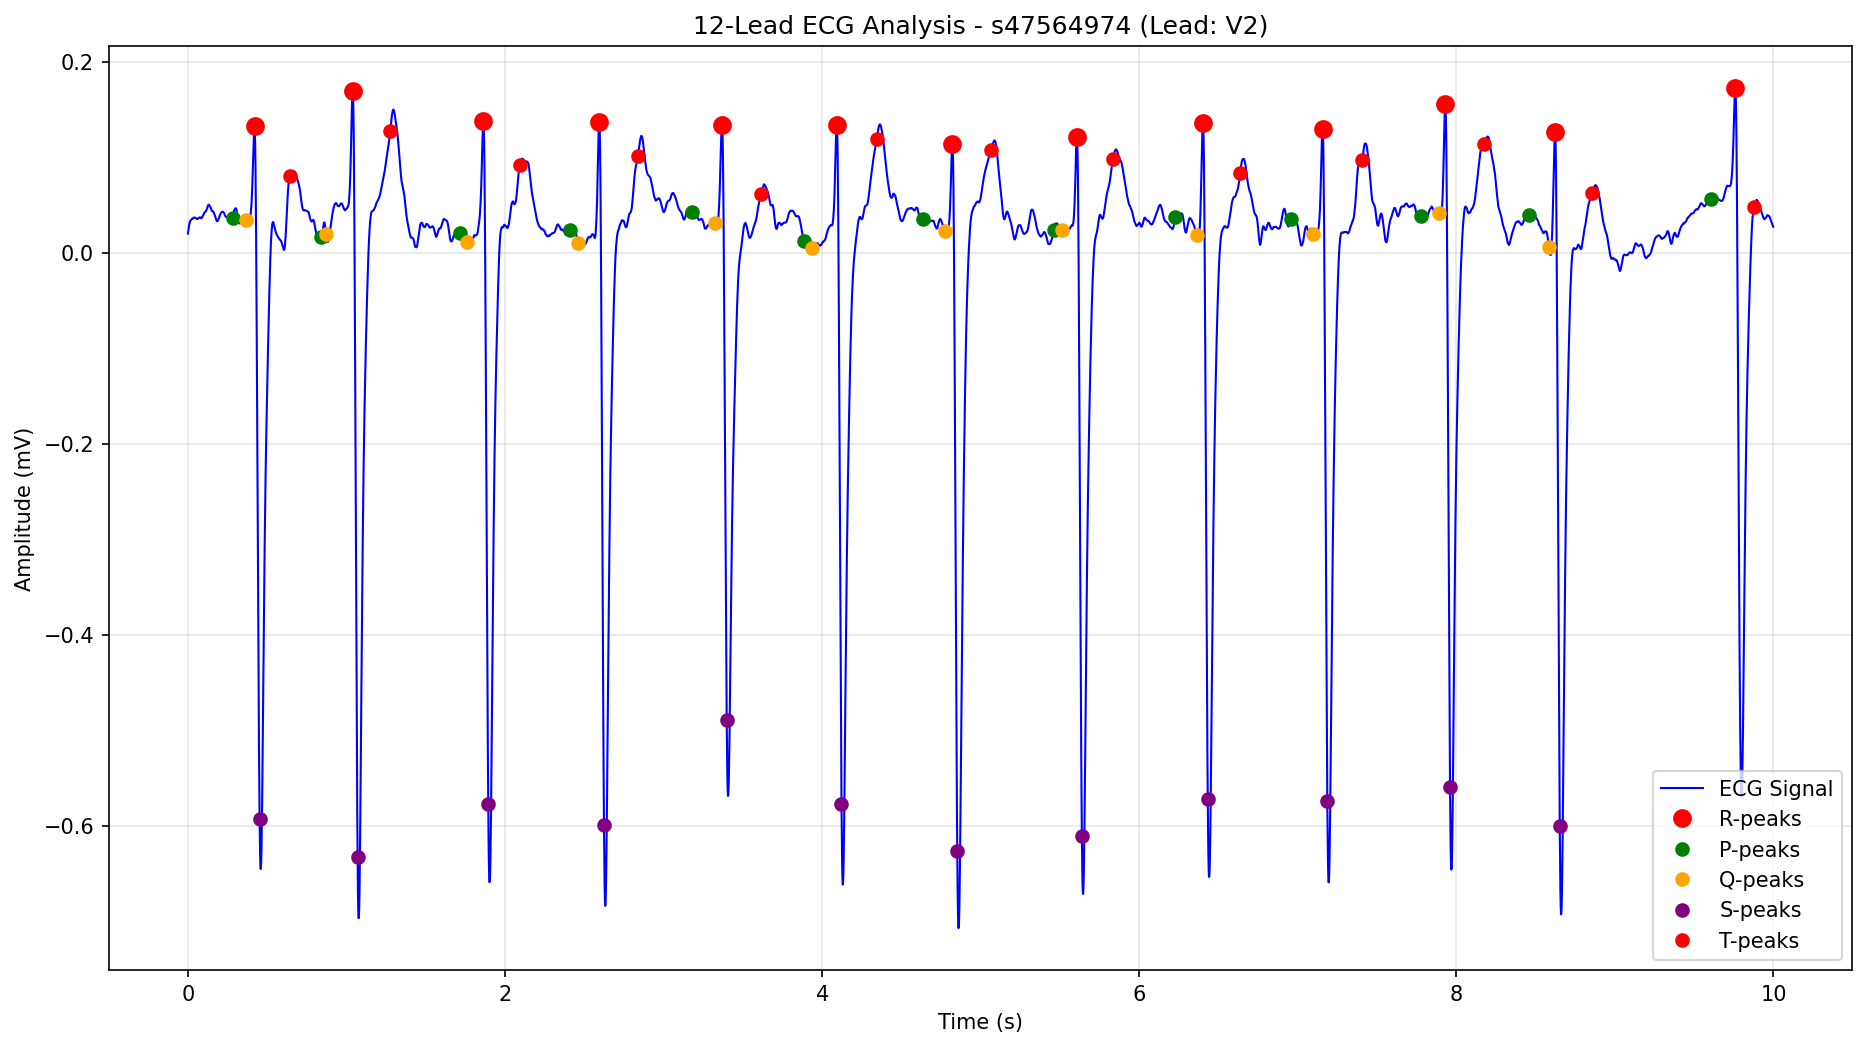 12-Lead ECG Analysis - s47564974 (Lead: V2)
Amplitude (mV)
0.2
0.0
−0.2
−0.4
−0.6
ECG Signal
R-peaks
P-peaks
Q-peaks
S-peaks
T-peaks
0 2 4 6 8 10
Time (s)